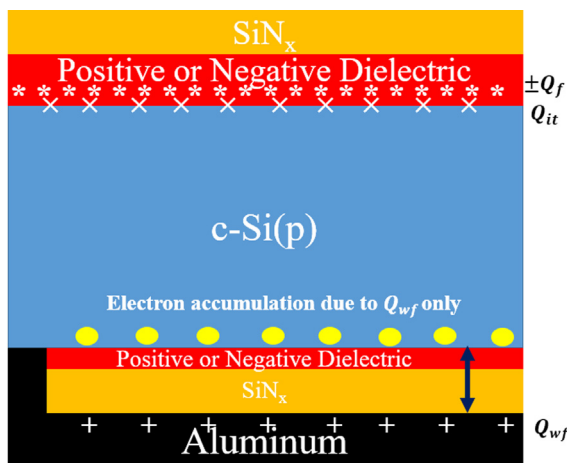 SiNx
Positive or Negative Dielectric
±Qf
Qit
c-Si(p)
Electron accumulation due to Qwf only
Positive or Negative Dielectric
SiNx
Qwf
Aluminum